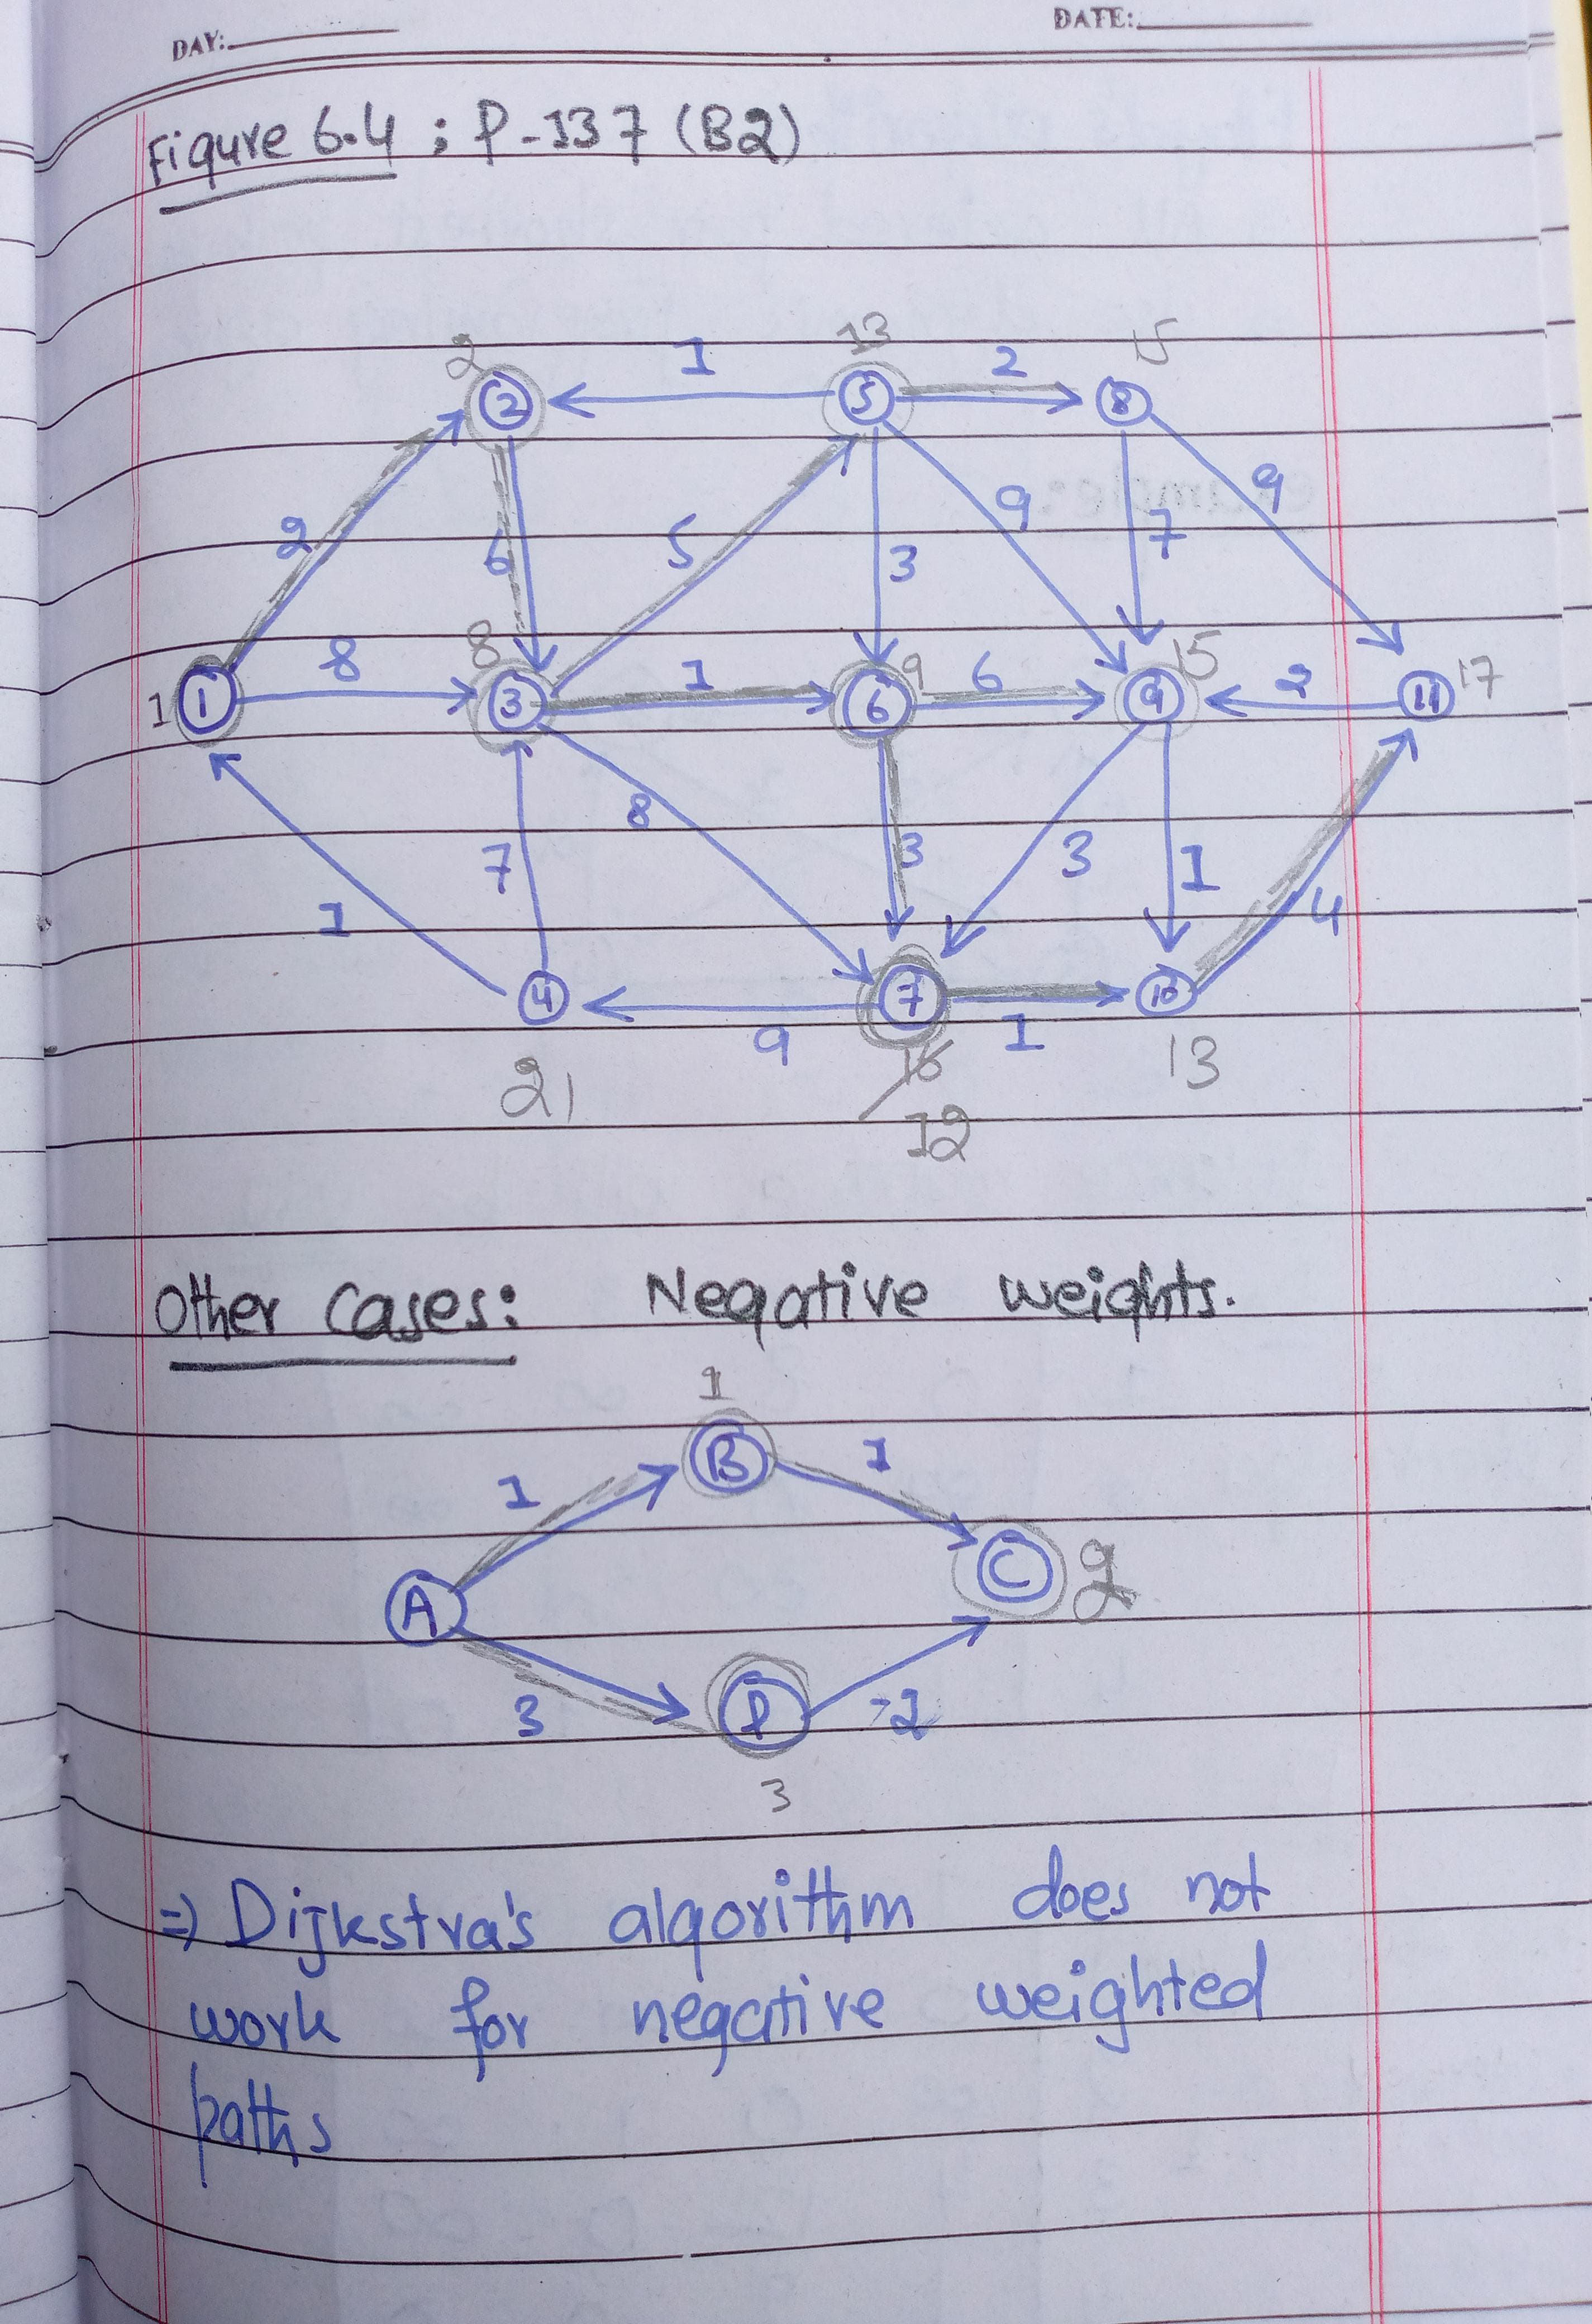 DAY: DATE:
Figure 6.4 ; P-137 (B2)
2 13 15
2 1 5 2 8
2 6 5 3 9 7 9
8 9 15 17
1 1 8 3 1 6 6 9 2 11
1 7 8 3 3 1 4
4 9 7 1 10
21 16 13
12
Other Cases: Negative weights.
1
1 B 1
A C 2
3 D -2
3
=) Dijkstra's algorithm does not
work for negative weighted
paths